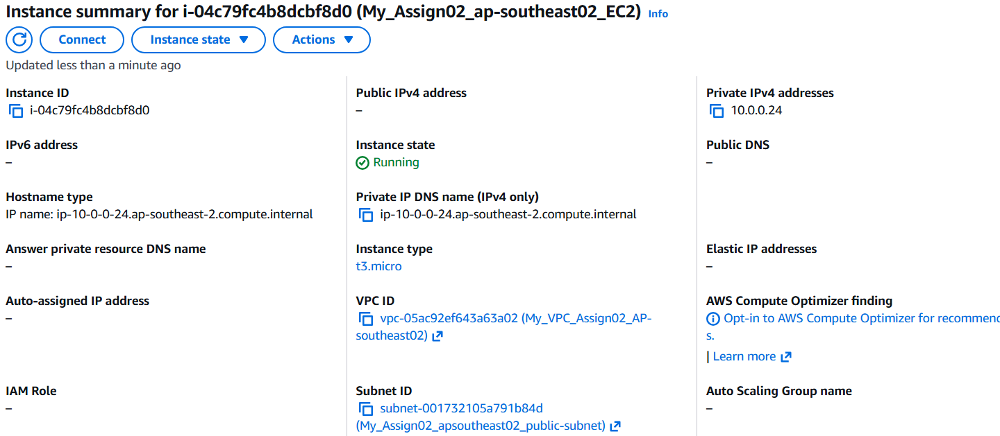 Instance summary for i-04c79fc4b8dcbf8d0 (My_Assign02_ap-southeast02_EC2) Info
Connect
Instance state
Actions
Updated less than a minute ago
Instance ID
i-04c79fc4b8dcbf8d0
Public IPv4 address
–
Private IPv4 addresses
10.0.0.24
IPv6 address
–
Instance state
Running
Public DNS
–
Hostname type
IP name: ip-10-0-0-24.ap-southeast-2.compute.internal
Private IP DNS name (IPv4 only)
ip-10-0-0-24.ap-southeast-2.compute.internal
Answer private resource DNS name
–
Instance type
t3.micro
Elastic IP addresses
–
Auto-assigned IP address
–
VPC ID
vpc-05ac92ef643a63a02 (My_VPC_Assign02_AP-
southeast02)
AWS Compute Optimizer finding
Opt-in to AWS Compute Optimizer for recommenc
s.
| Learn more
IAM Role
–
Subnet ID
subnet-001732105a791b84d
(My_Assign02_apsoutheast02_public-subnet)
Auto Scaling Group name
–